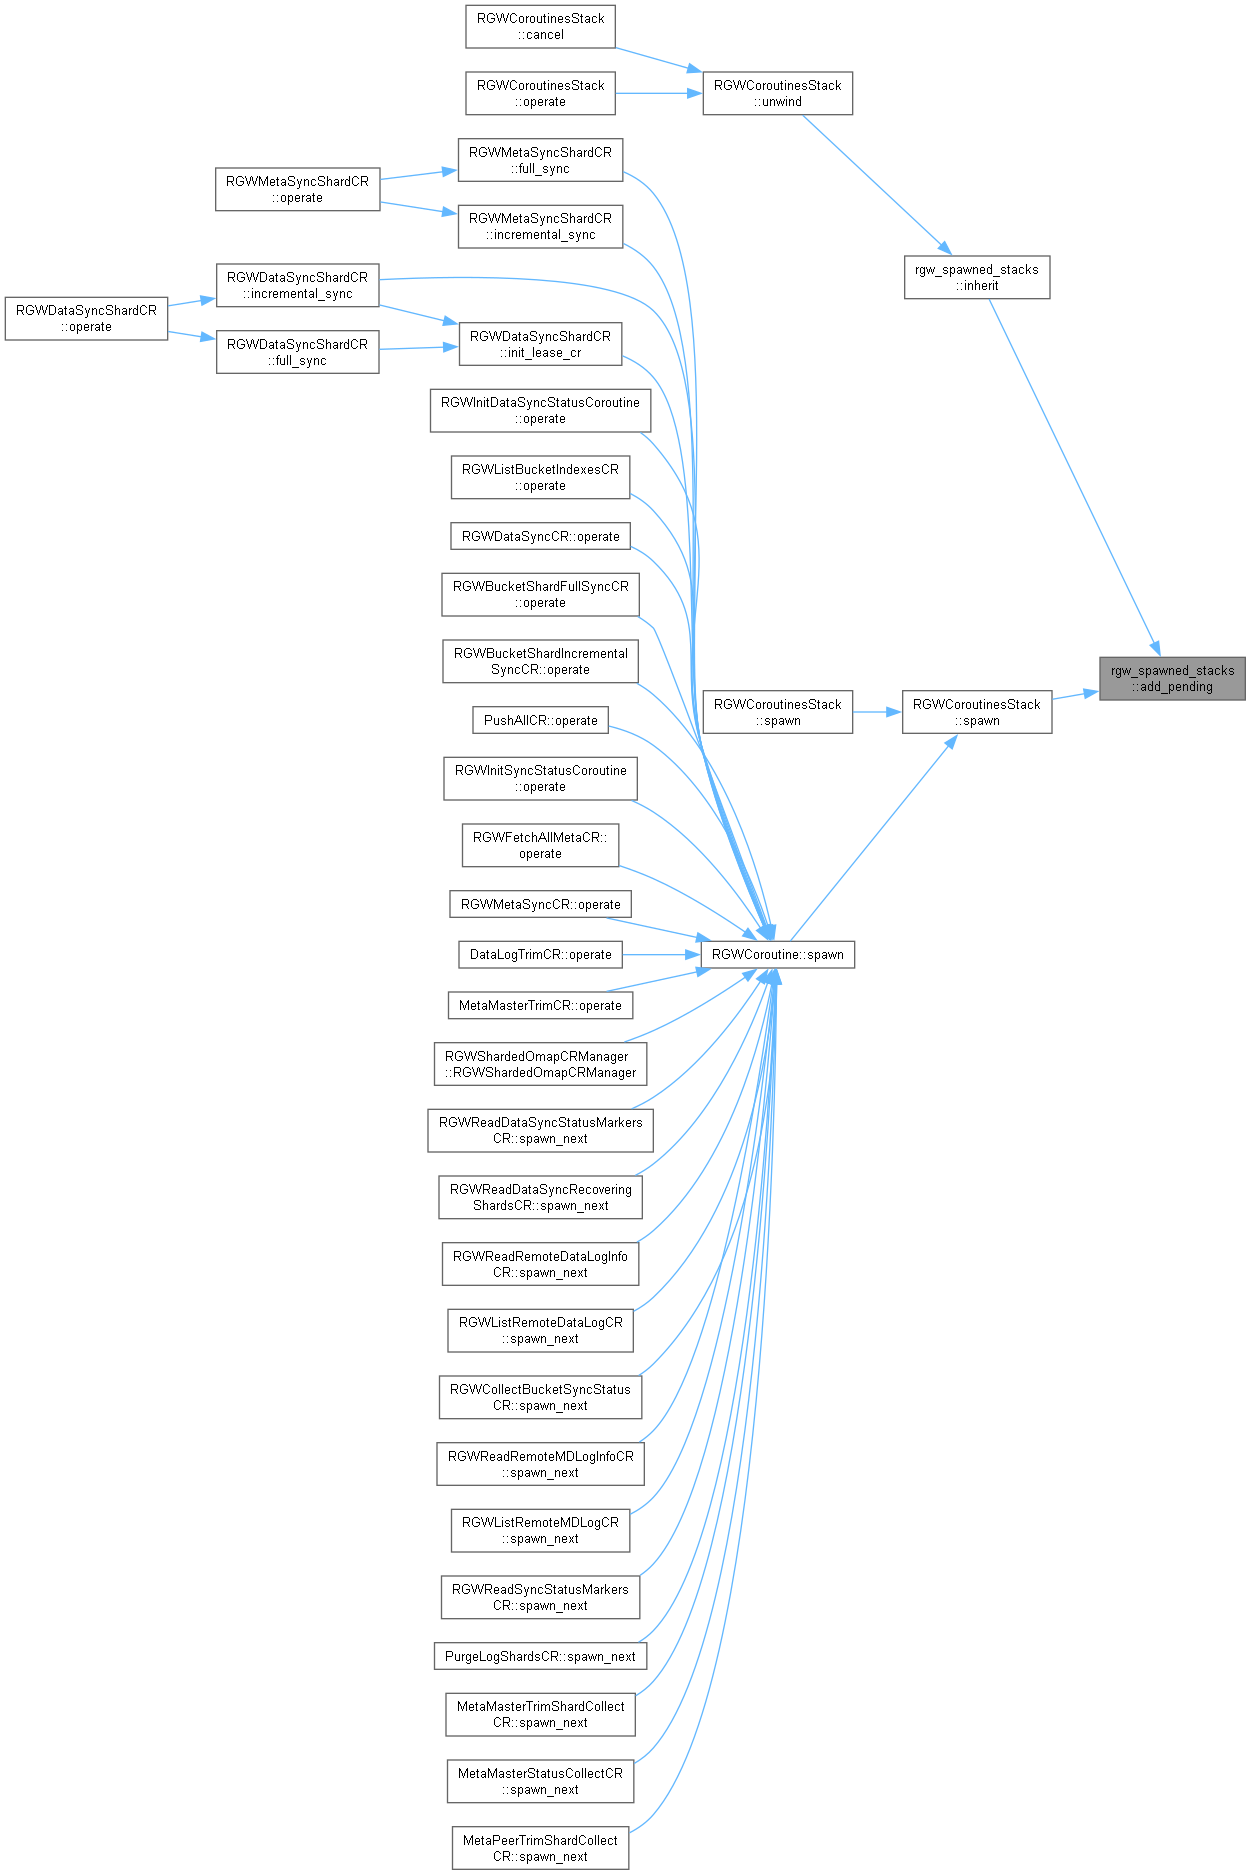 RGWCoroutinesStack
::cancel
RGWCoroutinesStack
::operate
RGWCoroutinesStack
::unwind
RGWMetaSyncShardCR
::full_sync
RGWMetaSyncShardCR
::operate
RGWMetaSyncShardCR
::incremental_sync
rgw_spawned_stacks
::inherit
RGWDataSyncShardCR
::incremental_sync
RGWDataSyncShardCR
::operate
RGWDataSyncShardCR
::init_lease_cr
RGWDataSyncShardCR
::full_sync
RGWInitDataSyncStatusCoroutine
::operate
RGWListBucketIndexesCR
::operate
RGWDataSyncCR::operate
RGWBucketShardFullSyncCR
::operate
RGWBucketShardIncremental
SyncCR::operate
rgw_spawned_stacks
::add_pending
RGWCoroutinesStack
::spawn
RGWCoroutinesStack
::spawn
PushAllCR::operate
RGWInitSyncStatusCoroutine
::operate
RGWFetchAllMetaCR::
operate
RGWMetaSyncCR::operate
DataLogTrimCR::operate
RGWCoroutine::spawn
MetaMasterTrimCR::operate
RGWShardedOmapCRManager
::RGWShardedOmapCRManager
RGWReadDataSyncStatusMarkers
CR::spawn_next
RGWReadDataSyncRecovering
ShardsCR::spawn_next
RGWReadRemoteDataLogInfo
CR::spawn_next
RGWListRemoteDataLogCR
::spawn_next
RGWCollectBucketSyncStatus
CR::spawn_next
RGWReadRemoteMDLogInfoCR
::spawn_next
RGWListRemoteMDLogCR
::spawn_next
RGWReadSyncStatusMarkers
CR::spawn_next
PurgeLogShardsCR::spawn_next
MetaMasterTrimShardCollect
CR::spawn_next
MetaMasterStatusCollectCR
::spawn_next
MetaPeerTrimShardCollect
CR::spawn_next